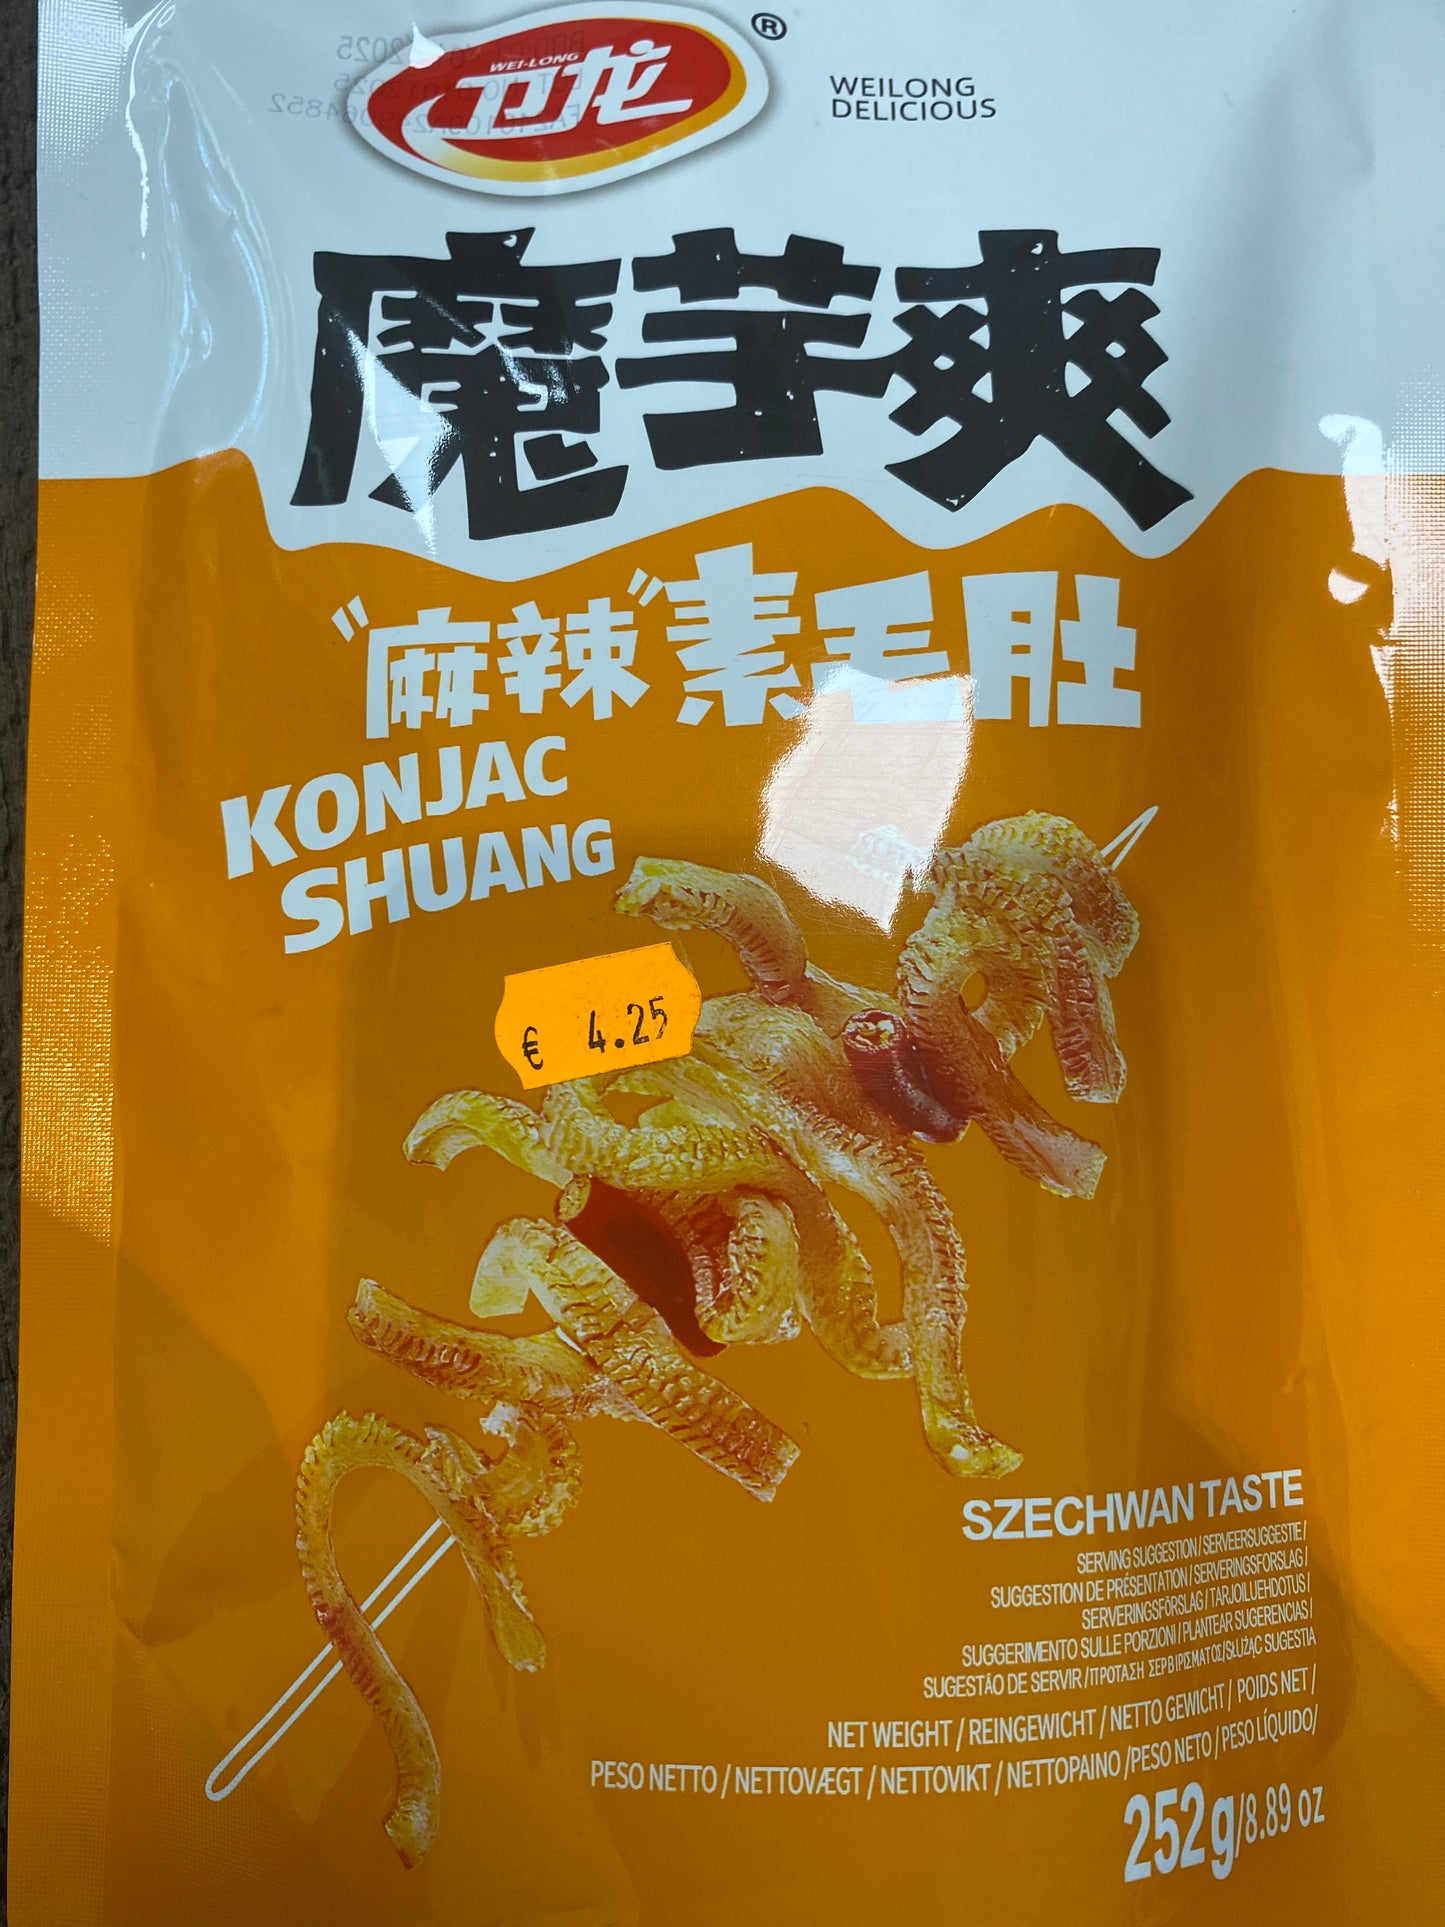 WEI-LONG
卫龙
®
WEILONG
DELICIOUS
魔芋爽
"麻辣"素毛肚
KONJAC
SHUANG
€ 4.25
SZECHWAN TASTE
SERVING SUGGESTION / SERVEERSUGGESTIE /
SUGGESTION DE PRÉSENTATION / SERVERINGSFORSLAG /
SERVERINGSFÖRSLAG / TARJOILUEHDOTUS /
SUGGERIMENTO SULLE PORZIONI / PLANTEAR SUGERENCIAS /
SUGESTÃO DE SERVIR / ΠΡΟΤΑΣΗ ΣΕΡΒΙΡΙΣΜΑΤΟΣ/SŁUŻĄC SUGESTIA
NET WEIGHT / REINGEWICHT / NETTO GEWICHT / POIDS NET /
PESO NETTO / NETTOVÆGT / NETTOVIKT / NETTOPAINO /PESO NETO / PESO LÍQUIDO/
252g/8.89 oz